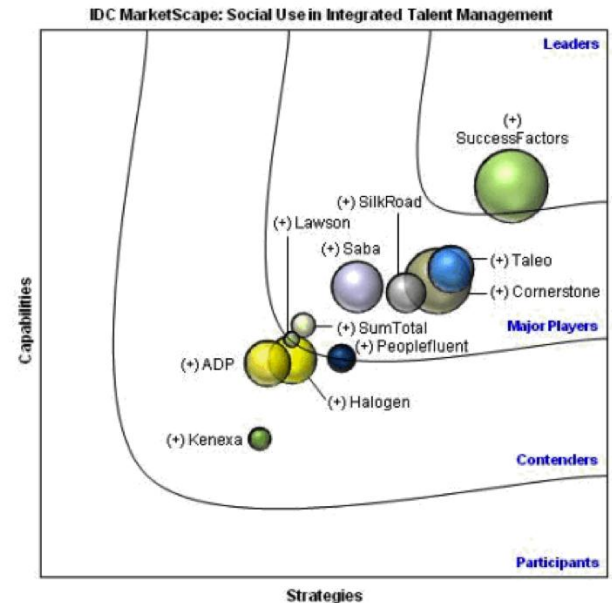 IDC MarketScape: Social Use in Integrated Talent Management
Leaders
(+)
SuccessFactors
(+) SilkRoad
(+) Lawson
(+) Saba
(+) Taleo
(+) Cornerstone
(+) SumTotal
Major Players
(+) Peoplefluent
(+) ADP
(+) Halogen
(+) Kenexa
Contenders
Participants
Capabilities
Strategies